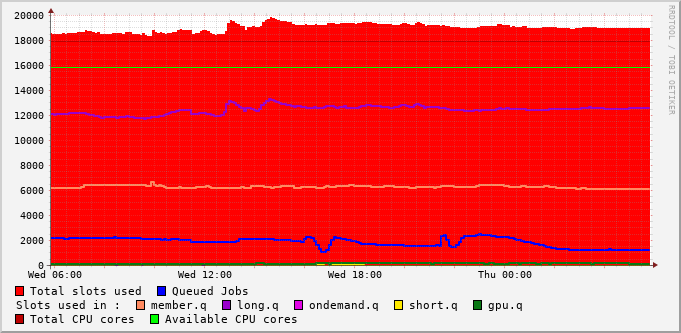 20000
18000
16000
14000
12000
10000
8000
6000
4000
2000
0
Wed 06:00 Wed 12:00 Wed 18:00 Thu 00:00
Total slots used Queued Jobs
Slots used in : member.q long.q ondemand.q short.q gpu.q
Total CPU cores Available CPU cores
RRDTOOL / TOBI OETIKER